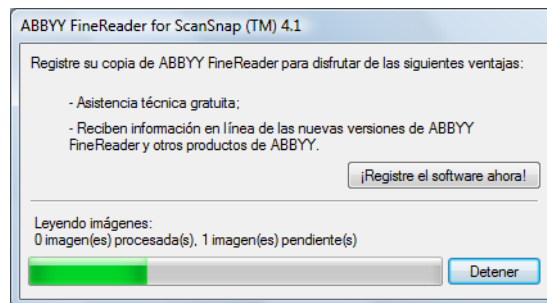 ABBYY FineReader for ScanSnap (TM) 4.1
Registre su copia de ABBYY FineReader para disfrutar de las siguientes ventajas:
- Asistencia técnica gratuita;
- Reciben información en línea de las nuevas versiones de ABBYY
FineReader y otros productos de ABBYY.
¡Registre el software ahora!
Leyendo imágenes:
0 imagen(es) procesada(s), 1 imagen(es) pendiente(s)
Detener